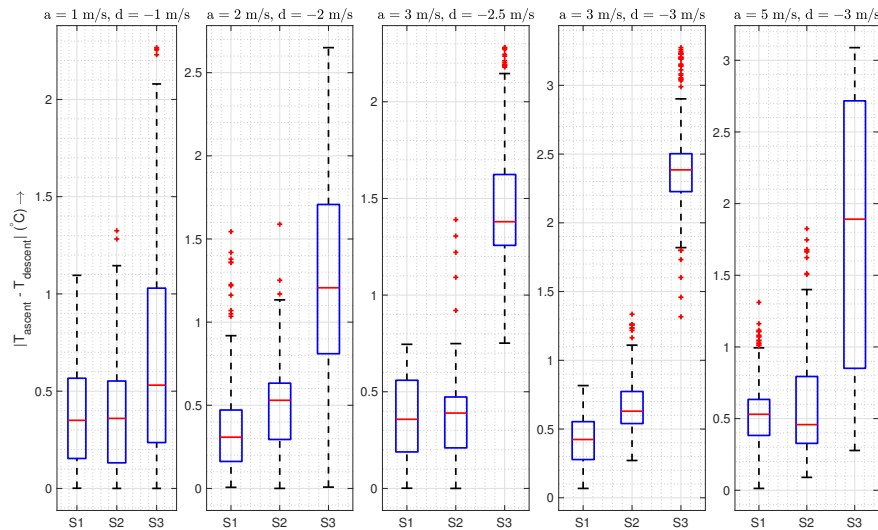 a = 1 m/s, d = −1 m/s
a = 2 m/s, d = −2 m/s
a = 3 m/s, d = −2.5 m/s
a = 3 m/s, d = −3 m/s
a = 5 m/s, d = −3 m/s
|T_ascent - T_descent| (°C) →
2
1.5
1
0.5
0
S1 S2 S3
2.5
2
1.5
1
0.5
0
S1 S2 S3
2
1.5
1
0.5
0
S1 S2 S3
3
2.5
2
1.5
1
0.5
0
S1 S2 S3
3
2.5
2
1.5
1
0.5
0
S1 S2 S3